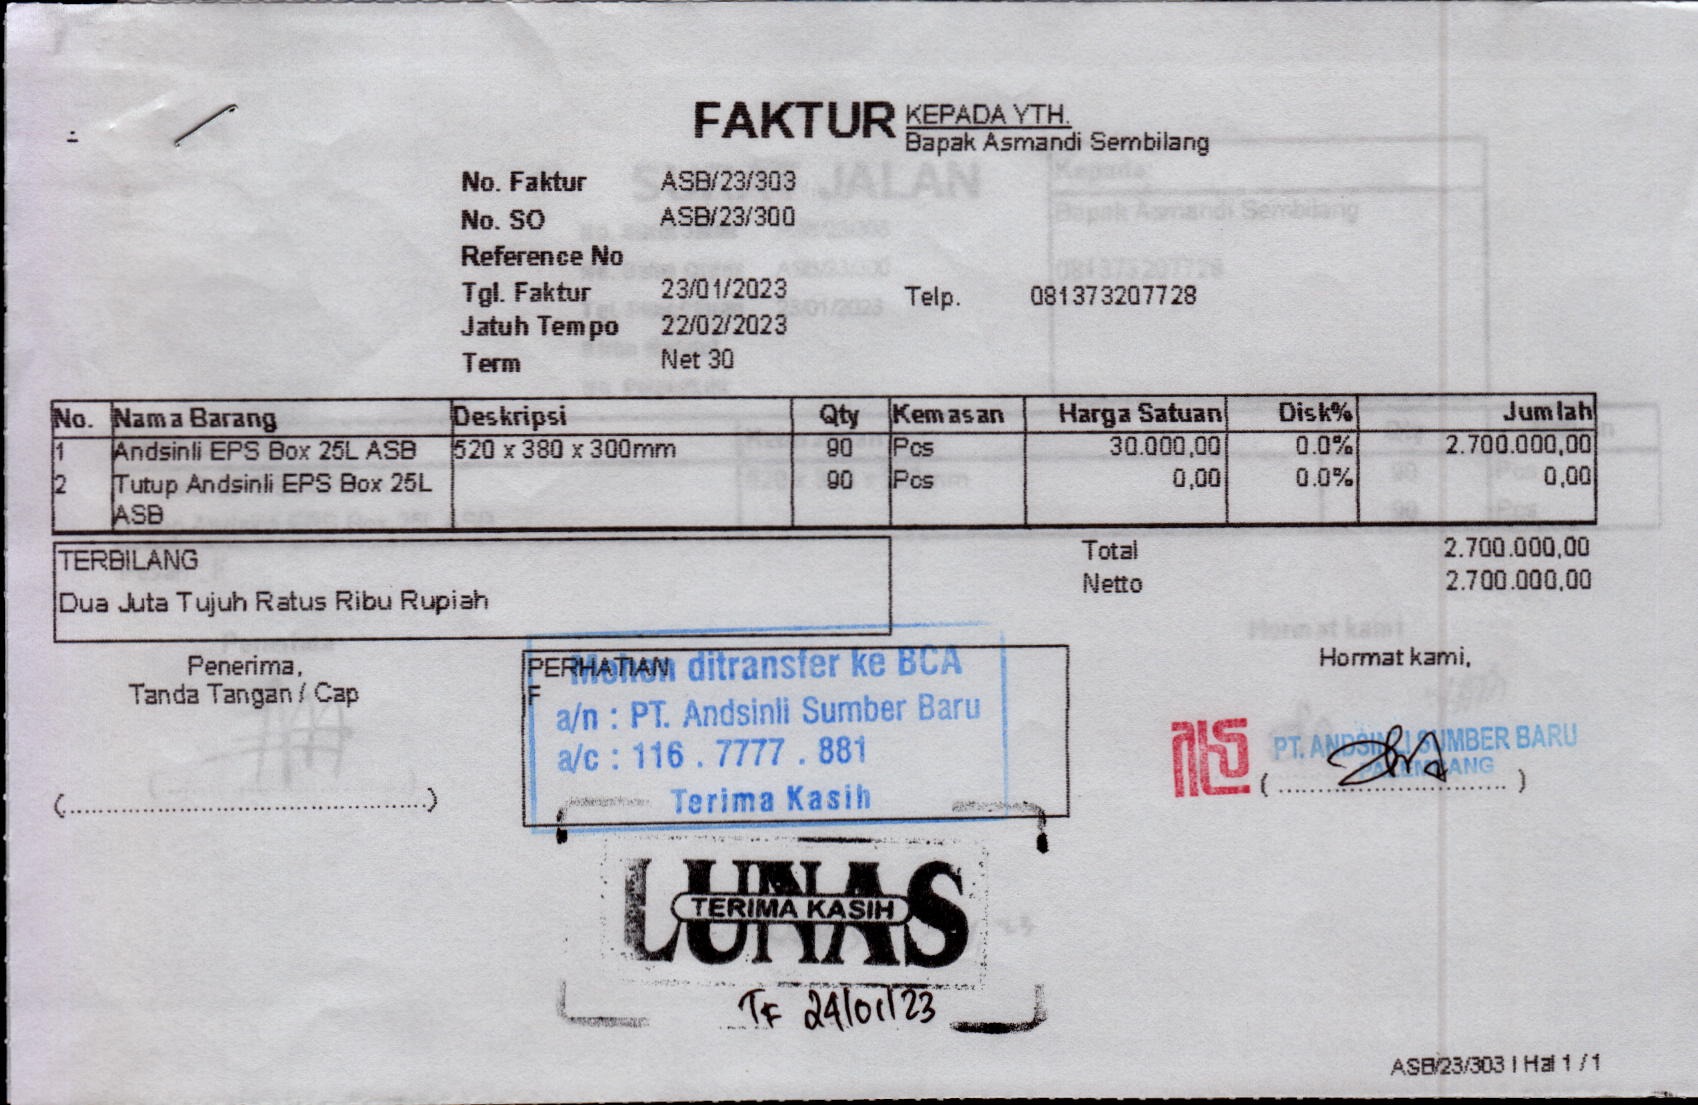 FAKTUR
KEPADA YTH.
Bapak Asmandi Sembilang
No. Faktur ASB/23/303
No. SO ASB/23/300
Reference No
Tgl. Faktur 23/01/2023
Telp. 081373207728
Jatuh Tempo 22/02/2023
Term Net 30
No. Nama Barang Deskripsi Qty Kemasan Harga Satuan Disk% Jumlah
1 Andsinli EPS Box 25L ASB 520 x 380 x 300mm 90 Pcs 30.000,00 0.0% 2.700.000,00
2 Tutup Andsinli EPS Box 25L 90 Pcs 0,00 0.0% 0,00
ASB
TERBILANG
Dua Juta Tujuh Ratus Ribu Rupiah
Total 2.700.000,00
Netto 2.700.000,00
Penerima,
Tanda Tangan / Cap
(..........................................................)
PERHATIAN
F
Mohon ditransfer ke BCA
a/n : PT. Andsinli Sumber Baru
a/c : 116 . 7777 . 881
Terima Kasih
Hormat kami,
PT. ANDSINLI SUMBER BARU
PALEMBANG
( ..................................... )
LUNAS
TERIMA KASIH
TF 24/01/23
ASB/23/303 | Hal 1 / 1